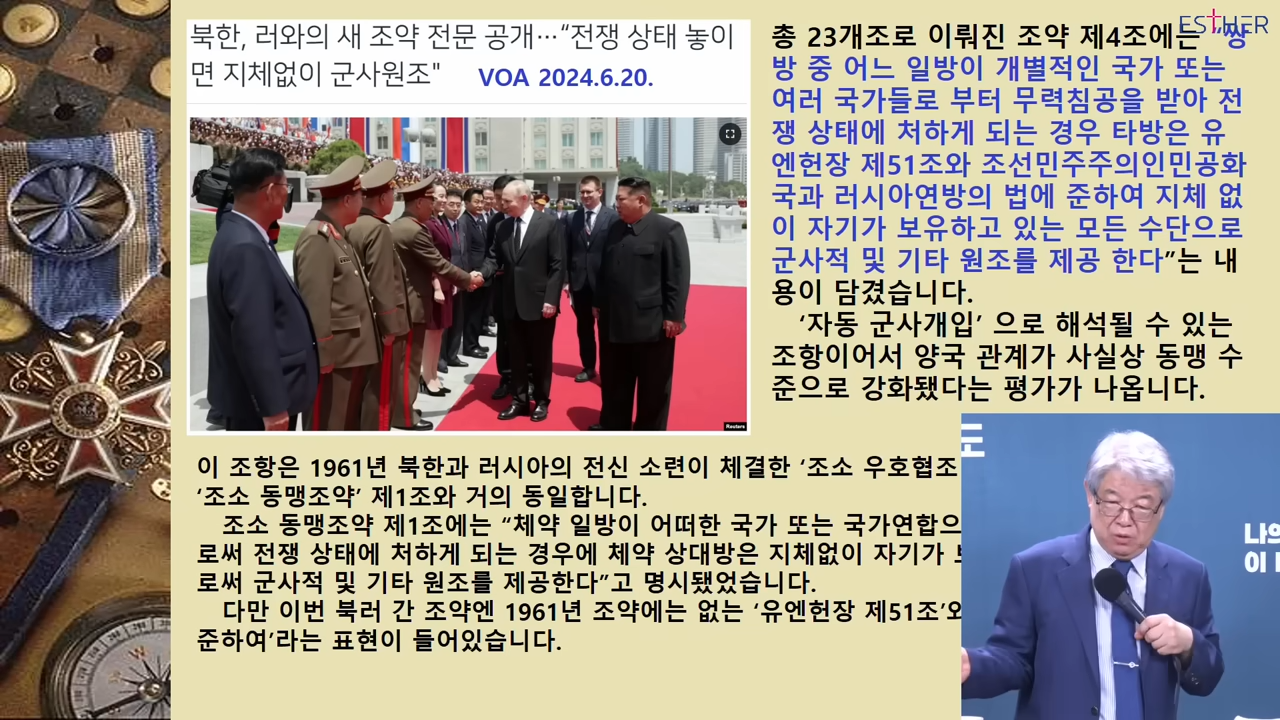 북한, 러와의 새 조약 전문 공개…“전쟁 상태 놓이
면 지체없이 군사원조"
VOA 2024.6.20.
Reuters
ESTHER
총 23개조로 이뤄진 조약 제4조에는 “쌍
방 중 어느 일방이 개별적인 국가 또는
여러 국가들로 부터 무력침공을 받아 전
쟁 상태에 처하게 되는 경우 타방은 유
엔헌장 제51조와 조선민주주의인민공화
국과 러시아연방의 법에 준하여 지체 없
이 자기가 보유하고 있는 모든 수단으로
군사적 및 기타 원조를 제공 한다”는 내
용이 담겼습니다.
‘자동 군사개입’ 으로 해석될 수 있는
조항이어서 양국 관계가 사실상 동맹 수
준으로 강화됐다는 평가가 나옵니다.
이 조항은 1961년 북한과 러시아의 전신 소련이 체결한 ‘조소 우호협조
‘조소 동맹조약’ 제1조와 거의 동일합니다.
조소 동맹조약 제1조에는 “체약 일방이 어떠한 국가 또는 국가연합으
로써 전쟁 상태에 처하게 되는 경우에 체약 상대방은 지체없이 자기가
로써 군사적 및 기타 원조를 제공한다”고 명시됐었습니다.
다만 이번 북러 간 조약엔 1961년 조약에는 없는 ‘유엔헌장 제51조’와
준하여’라는 표현이 들어있습니다.
도
나의
이